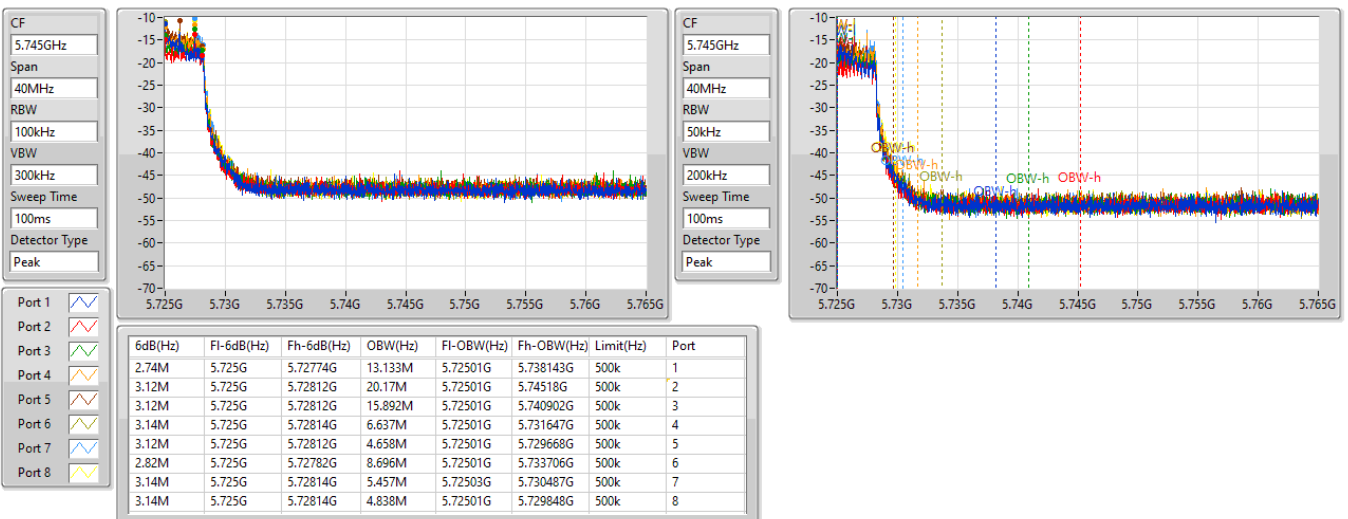 CF
5.745GHz
Span
40MHz
RBW
100kHz
VBW
300kHz
Sweep Time
100ms
Detector Type
Peak
-10
-15
-20
-25
-30
-35
-40
-45
-50
-55
-60
-65
-70
5.725G 5.73G 5.735G 5.74G 5.745G 5.75G 5.755G 5.76G 5.765G
CF
5.745GHz
Span
40MHz
RBW
50kHz
VBW
200kHz
Sweep Time
100ms
Detector Type
Peak
-10
-15
-20
-25
-30
-35
-40
-45
-50
-55
-60
-65
-70
OBW-h
OBW-h
OBW-h
OBW-h
OBW-h
OBW-h
5.725G 5.73G 5.735G 5.74G 5.745G 5.75G 5.755G 5.76G 5.765G
Port 1
Port 2
Port 3
Port 4
Port 5
Port 6
Port 7
Port 8
6dB(Hz) Fl-6dB(Hz) Fh-6dB(Hz) OBW(Hz) Fl-OBW(Hz) Fh-OBW(Hz) Limit(Hz) Port
2.74M 5.725G 5.72774G 13.133M 5.72501G 5.738143G 500k 1
3.12M 5.725G 5.72812G 20.17M 5.72501G 5.74518G 500k 2
3.12M 5.725G 5.72812G 15.892M 5.72501G 5.740902G 500k 3
3.14M 5.725G 5.72814G 6.637M 5.72501G 5.731647G 500k 4
3.12M 5.725G 5.72812G 4.658M 5.72501G 5.729668G 500k 5
2.82M 5.725G 5.72782G 8.696M 5.72501G 5.733706G 500k 6
3.14M 5.725G 5.72814G 5.457M 5.72503G 5.730487G 500k 7
3.14M 5.725G 5.72814G 4.838M 5.72501G 5.729848G 500k 8